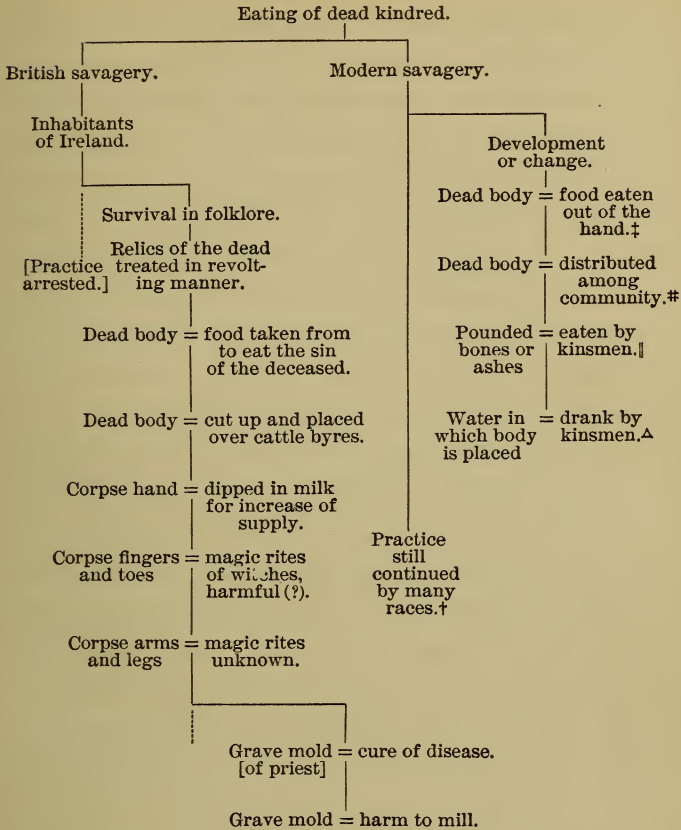 Eating of dead kindred.
British savagery.
Modern savagery.
Inhabitants
of Ireland.
Development
or change.
Survival in folklore.
Dead body = food eaten
out of the
hand.‡
[Practice
arrested.]
Relics of the dead
treated in revolt-
ing manner.
Dead body = distributed
among
community.#
Dead body = food taken from
to eat the sin
of the deceased.
Pounded = eaten by
bones or kinsmen.‖
ashes
Dead body = cut up and placed
over cattle byres.
Water in = drank by
which body kinsmen.△
is placed
Corpse hand = dipped in milk
for increase of
supply.
Practice
still
continued
by many
races.†
Corpse fingers = magic rites
and toes of witches,
harmful (?).
Corpse arms = magic rites
and legs unknown.
Grave mold = cure of disease.
[of priest]
Grave mold = harm to mill.